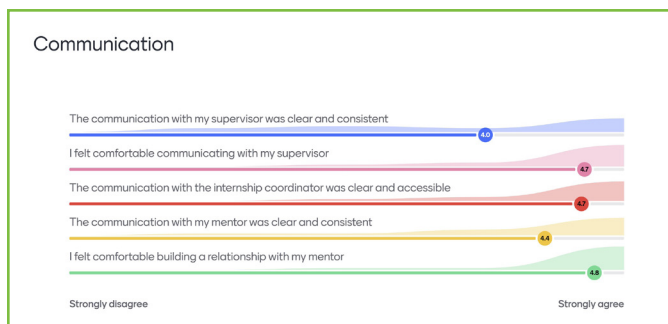 Communication
The communication with my supervisor was clear and consistent
4.0
I felt comfortable communicating with my supervisor
4.7
The communication with the internship coordinator was clear and accessible
4.7
The communication with my mentor was clear and consistent
4.4
I felt comfortable building a relationship with my mentor
4.8
Strongly disagree
Strongly agree